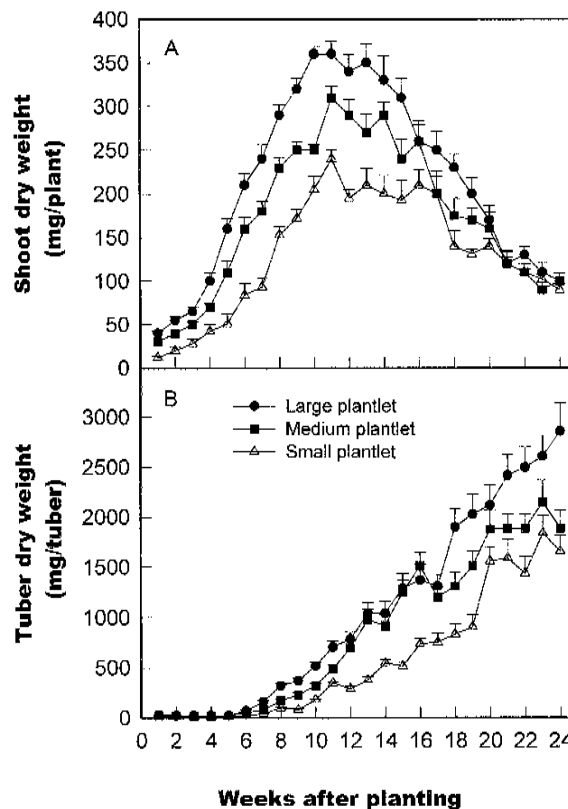 400
350
300
250
200
150
100
50
0
A
Shoot dry weight
(mg/plant)
3000
2500
2000
1500
1000
500
0
B
Large plantlet
Medium plantlet
Small plantlet
Tuber dry weight
(mg/tuber)
0 2 4 6 8 10 12 14 16 18 20 22 24
Weeks after planting